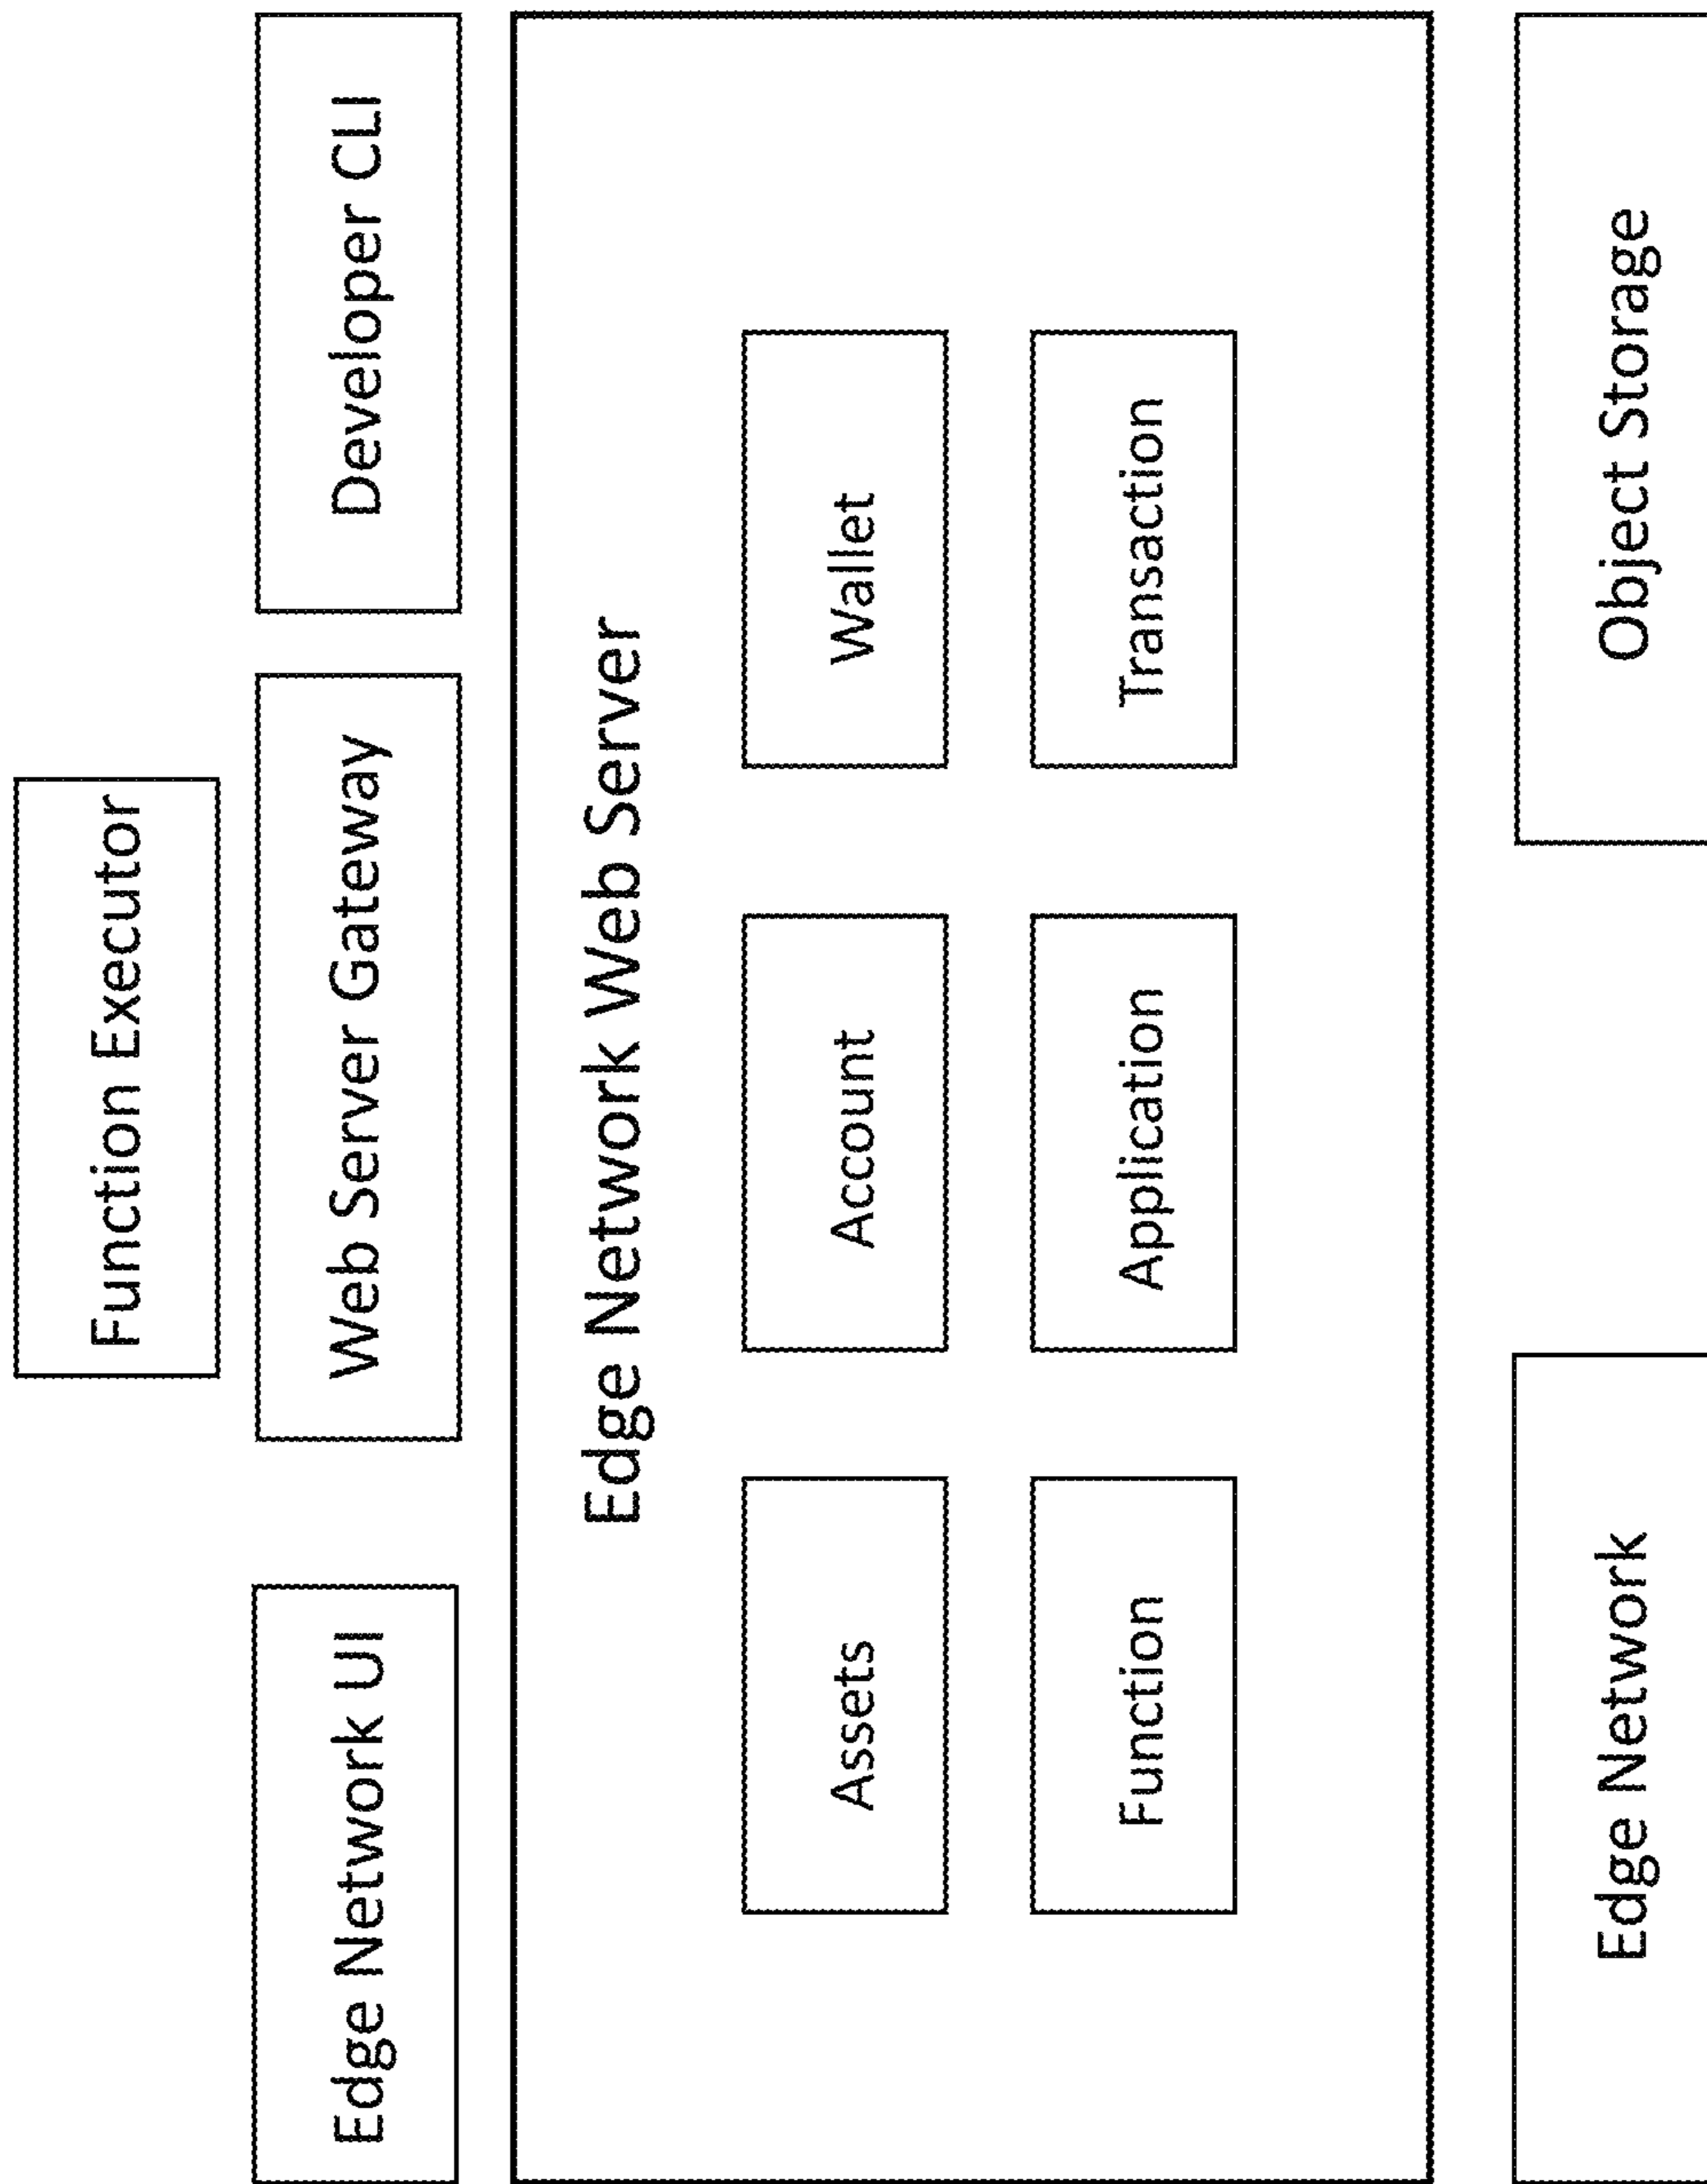 Function Executor
Edge Network UI
Web Server Gateway
Developer CLI
Edge Network Web Server
Assets
Account
Wallet
Function
Application
Transaction
Edge Network
Object Storage